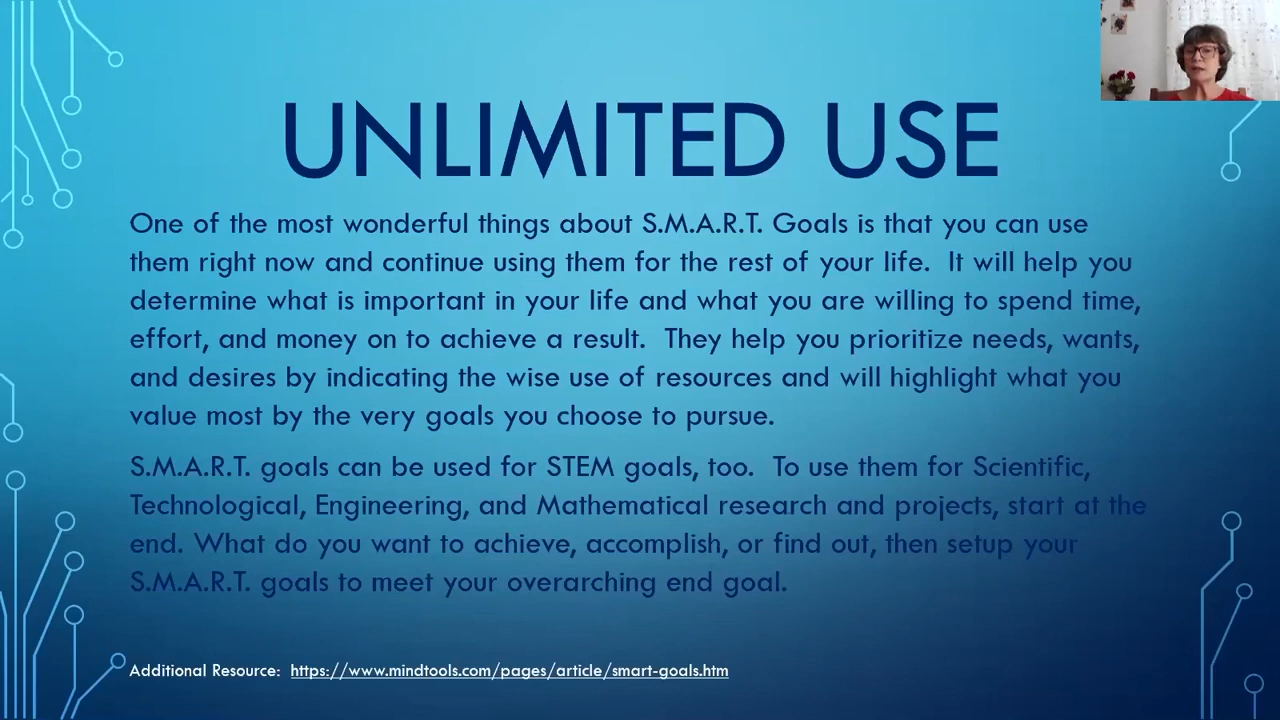 UNLIMITED USE
One of the most wonderful things about S.M.A.R.T. Goals is that you can use
them right now and continue using them for the rest of your life.  It will help you
determine what is important in your life and what you are willing to spend time,
effort, and money on to achieve a result.  They help you prioritize needs, wants,
and desires by indicating the wise use of resources and will highlight what you
value most by the very goals you choose to pursue.
S.M.A.R.T. goals can be used for STEM goals, too.  To use them for Scientific,
Technological, Engineering, and Mathematical research and projects, start at the
end. What do you want to achieve, accomplish, or find out, then setup your
S.M.A.R.T. goals to meet your overarching end goal.
Additional Resource:  https://www.mindtools.com/pages/article/smart-goals.htm